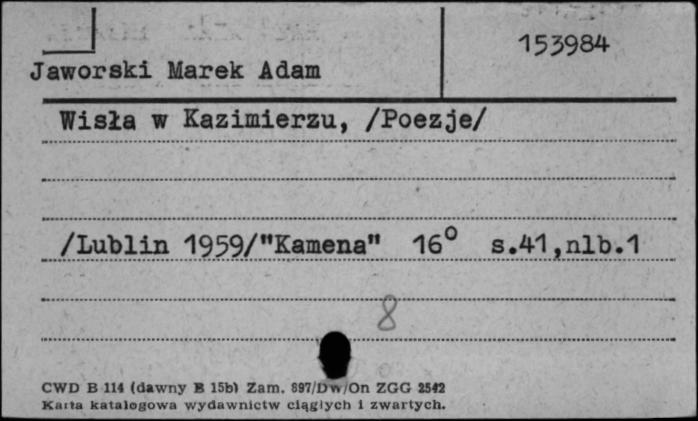 153984
Jaworski Marek Adam
Wisła w Kazimierzu, /Poezje/
/Lublin 1959/"Kamena" 16° s.41,nlb.1
8
CWD B 114 (dawny B 15b) Zam. 897/DW/On ZGG 2542
Karta katalogowa wydawnictw ciągłych i zwartych.